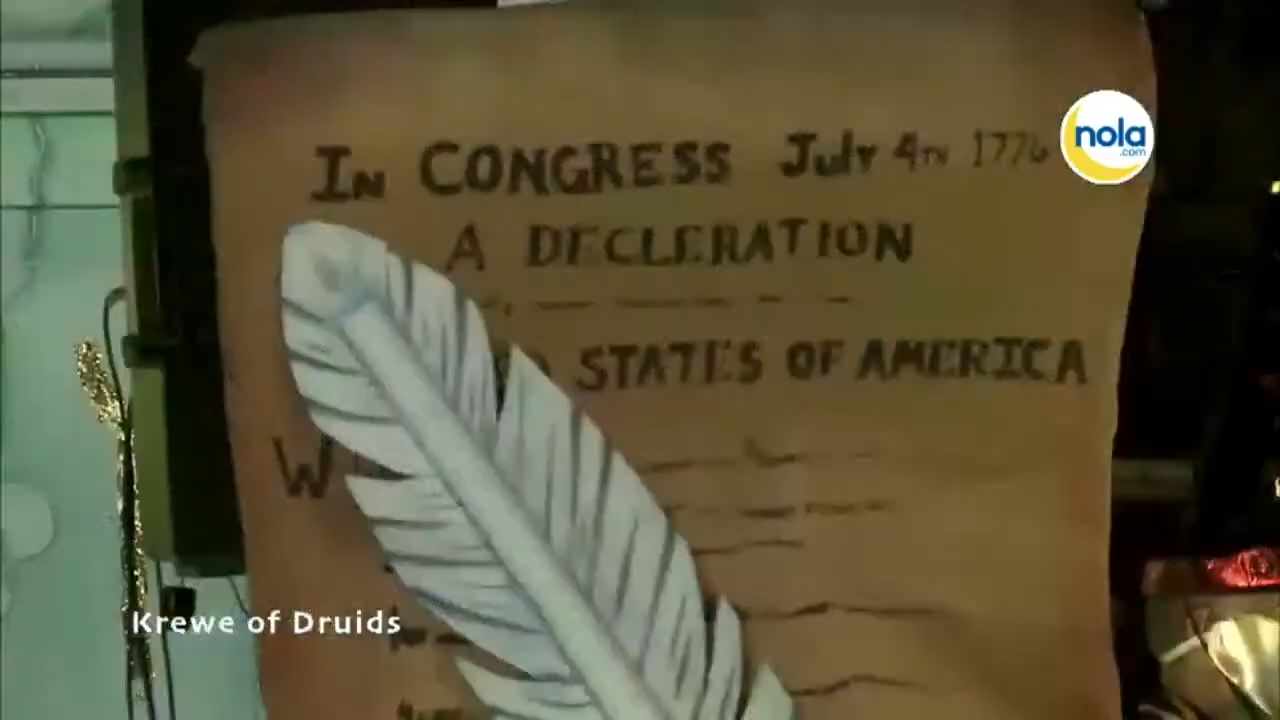 In CONGRESS July 4TH 1776
nola
.com
A DECLERATION
STATES OF AMERICA
Krewe of Druids